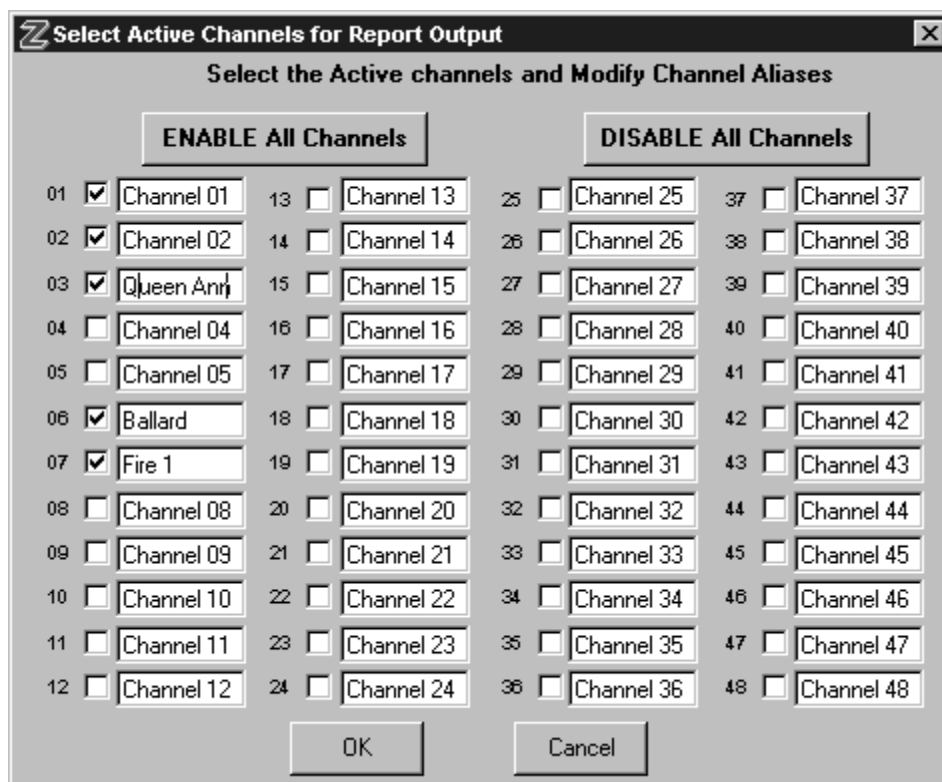 Select Active Channels for Report Output
Select the Active channels and Modify Channel Aliases
ENABLE All Channels
DISABLE All Channels
01 Channel 01
02 Channel 02
03 Queen Ann
04 Channel 04
05 Channel 05
06 Ballard
07 Fire 1
08 Channel 08
09 Channel 09
10 Channel 10
11 Channel 11
12 Channel 12
13 Channel 13
14 Channel 14
15 Channel 15
16 Channel 16
17 Channel 17
18 Channel 18
19 Channel 19
20 Channel 20
21 Channel 21
22 Channel 22
23 Channel 23
24 Channel 24
25 Channel 25
26 Channel 26
27 Channel 27
28 Channel 28
29 Channel 29
30 Channel 30
31 Channel 31
32 Channel 32
33 Channel 33
34 Channel 34
35 Channel 35
36 Channel 36
37 Channel 37
38 Channel 38
39 Channel 39
40 Channel 40
41 Channel 41
42 Channel 42
43 Channel 43
44 Channel 44
45 Channel 45
46 Channel 46
47 Channel 47
48 Channel 48
OK
Cancel